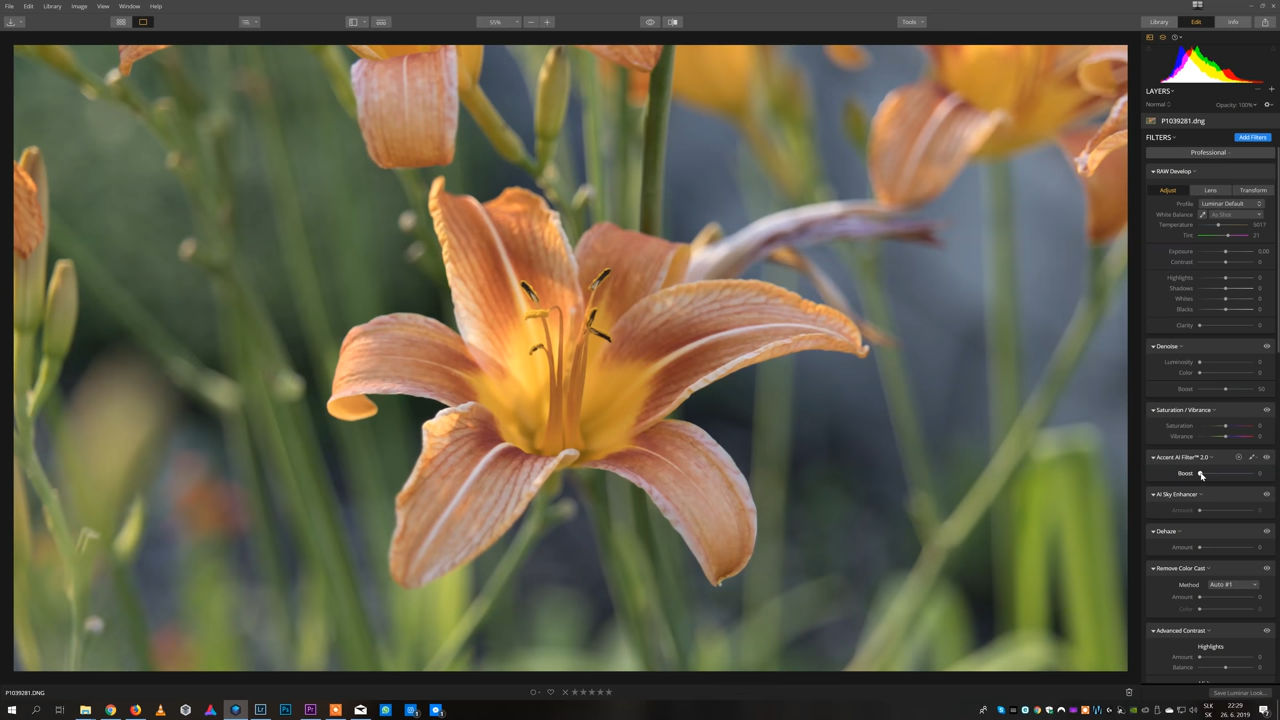 File Edit Library Image View Window Help
55% Tools Library Edit Info
LAYERS
Normal Opacity: 100%
P1039281.dng
FILTERS Add Filters
Professional
RAW Develop
Adjust Lens Transform
Profile Luminar Default
White Balance As Shot
Temperature 5017
Tint 21
Exposure 0.00
Contrast 0
Highlights 0
Shadows 0
Whites 0
Blacks 0
Clarity 0
Denoise
Luminosity 0
Color 0
Boost 50
Saturation / Vibrance
Saturation 0
Vibrance 0
Accent AI Filter™ 2.0
Boost 0
AI Sky Enhancer
Amount 0
Dehaze
Amount 0
Remove Color Cast
Method Auto #1
Amount 0
Color 0
Advanced Contrast
Highlights
Amount 0
Balance 0
P1039281.DNG Save Luminar Look...
SLK 22:29
SK 26. 6. 2019